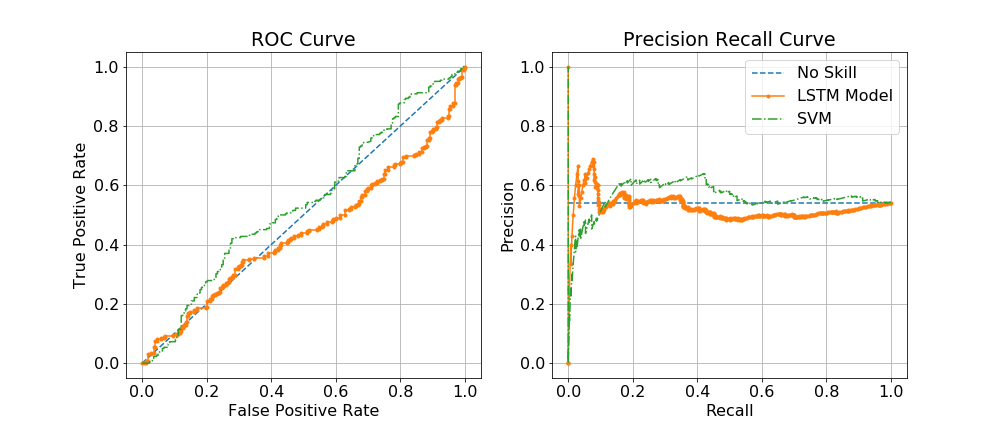 ROC Curve
True Positive Rate
1.0
0.8
0.6
0.4
0.2
0.0
0.0 0.2 0.4 0.6 0.8 1.0
False Positive Rate
Precision Recall Curve
No Skill
LSTM Model
SVM
Precision
1.0
0.8
0.6
0.4
0.2
0.0
0.0 0.2 0.4 0.6 0.8 1.0
Recall